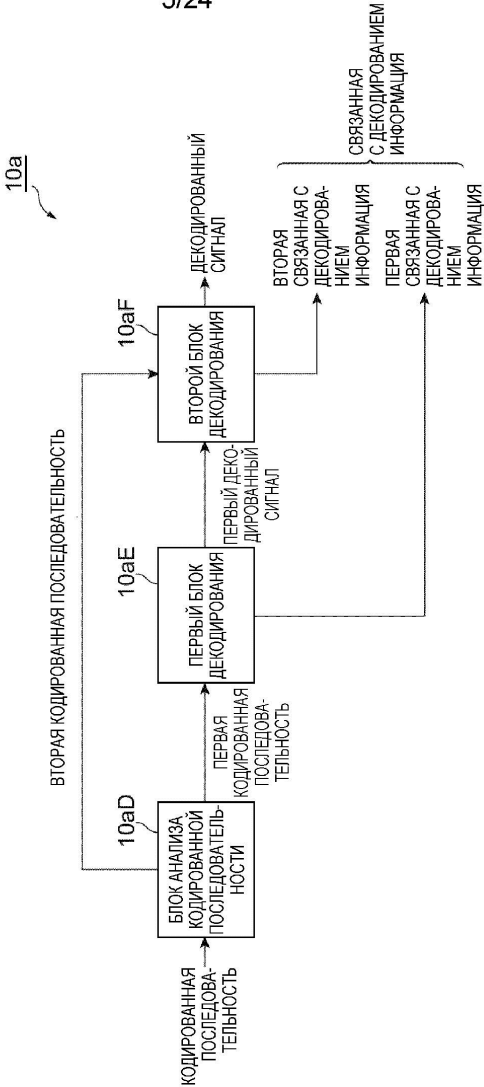 5/24
10a
ВТОРАЯ КОДИРОВАННАЯ ПОСЛЕДОВАТЕЛЬНОСТЬ
КОДИРОВАННАЯ
ПОСЛЕДОВА-
ТЕЛЬНОСТЬ
10aD
БЛОК АНАЛИЗА
КОДИРОВАННОЙ
ПОСЛЕДОВАТЕЛЬ-
НОСТИ
ПЕРВАЯ
КОДИРОВАННАЯ
ПОСЛЕДОВА-
ТЕЛЬНОСТЬ
10aE
ПЕРВЫЙ БЛОК
ДЕКОДИРОВАНИЯ
ПЕРВЫЙ ДЕКО-
ДИРОВАННЫЙ
СИГНАЛ
10aF
ВТОРОЙ БЛОК
ДЕКОДИРОВАНИЯ
ДЕКОДИРОВАННЫЙ
СИГНАЛ
ВТОРАЯ
СВЯЗАННАЯ С
ДЕКОДИРОВА-
НИЕМ
ИНФОРМАЦИЯ
ПЕРВАЯ
СВЯЗАННАЯ С
ДЕКОДИРОВА-
НИЕМ
ИНФОРМАЦИЯ
СВЯЗАННАЯ
С ДЕКОДИРОВАНИЕМ
ИНФОРМАЦИЯ